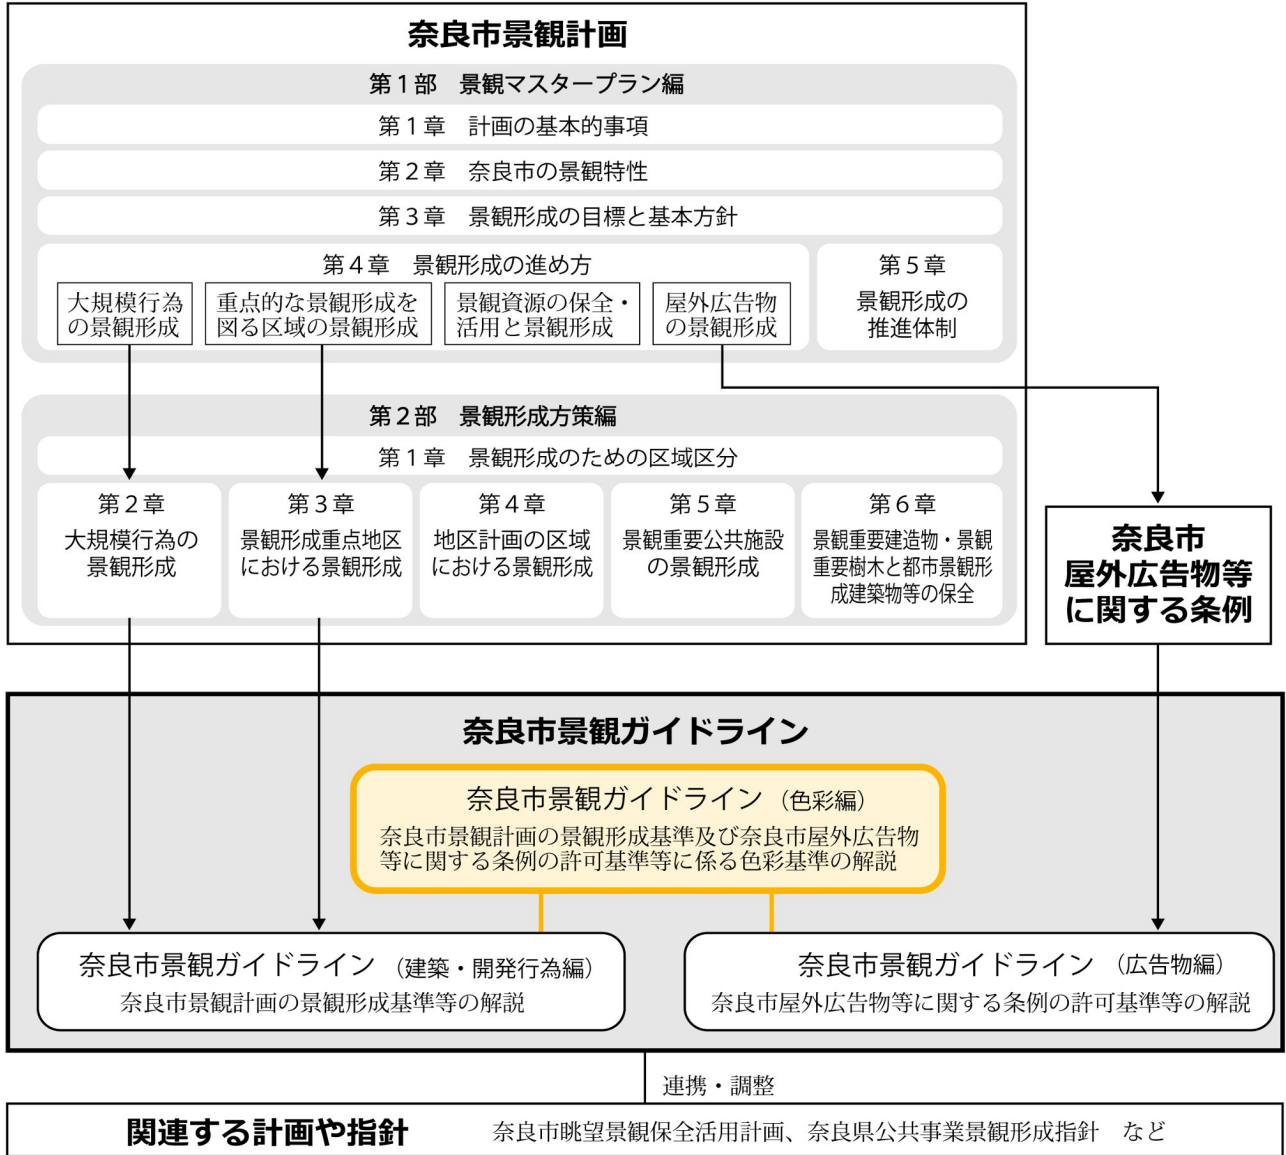 奈良市景観計画
第1部　景観マスタープラン編
第1章　計画の基本的事項
第2章　奈良市の景観特性
第3章　景観形成の目標と基本方針
第4章　景観形成の進め方
大規模行為
の景観形成
重点的な景観形成を
図る区域の景観形成
景観資源の保全・
活用と景観形成
屋外広告物
の景観形成
第5章
景観形成の
推進体制
第2部　景観形成方策編
第1章　景観形成のための区域区分
第2章
大規模行為の
景観形成
第3章
景観形成重点地区
における景観形成
第4章
地区計画の区域
における景観形成
第5章
景観重要公共施設
の景観形成
第6章
景観重要建造物・景観
重要樹木と都市景観形
成建築物等の保全
奈良市
屋外広告物等
に関する条例
奈良市景観ガイドライン
奈良市景観ガイドライン（色彩編）
奈良市景観計画の景観形成基準及び奈良市屋外広告物
等に関する条例の許可基準等に係る色彩基準の解説
奈良市景観ガイドライン（建築・開発行為編）
奈良市景観計画の景観形成基準等の解説
奈良市景観ガイドライン（広告物編）
奈良市屋外広告物等に関する条例の許可基準等の解説
連携・調整
関連する計画や指針　奈良市眺望景観保全活用計画、奈良県公共事業景観形成指針　など